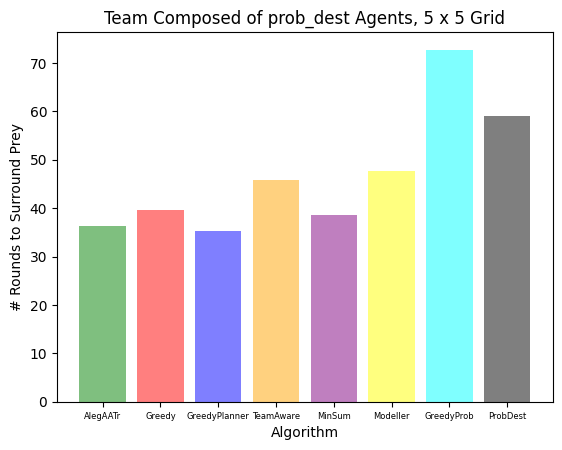 Team Composed of prob_dest Agents, 5 x 5 Grid
# Rounds to Surround Prey
70
60
50
40
30
20
10
0
AlegAATr Greedy GreedyPlanner TeamAware MinSum Modeller GreedyProb ProbDest
Algorithm